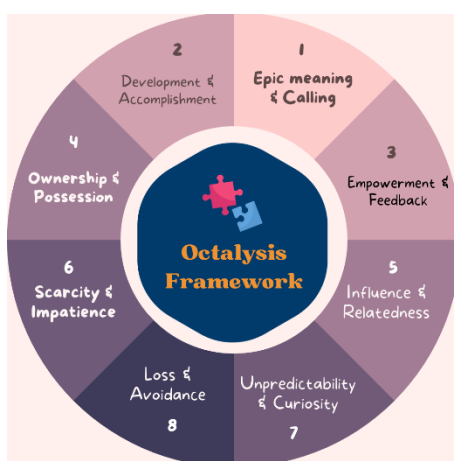 1
Epic meaning
& Calling
2
Development &
Accomplishment
3
Empowerment &
Feedback
4
Ownership &
Possession
5
Influence &
Relatedness
6
Scarcity &
Impatience
7
Unpredictability
& Curiosity
Loss &
Avoidance
8
Octalysis
Framework